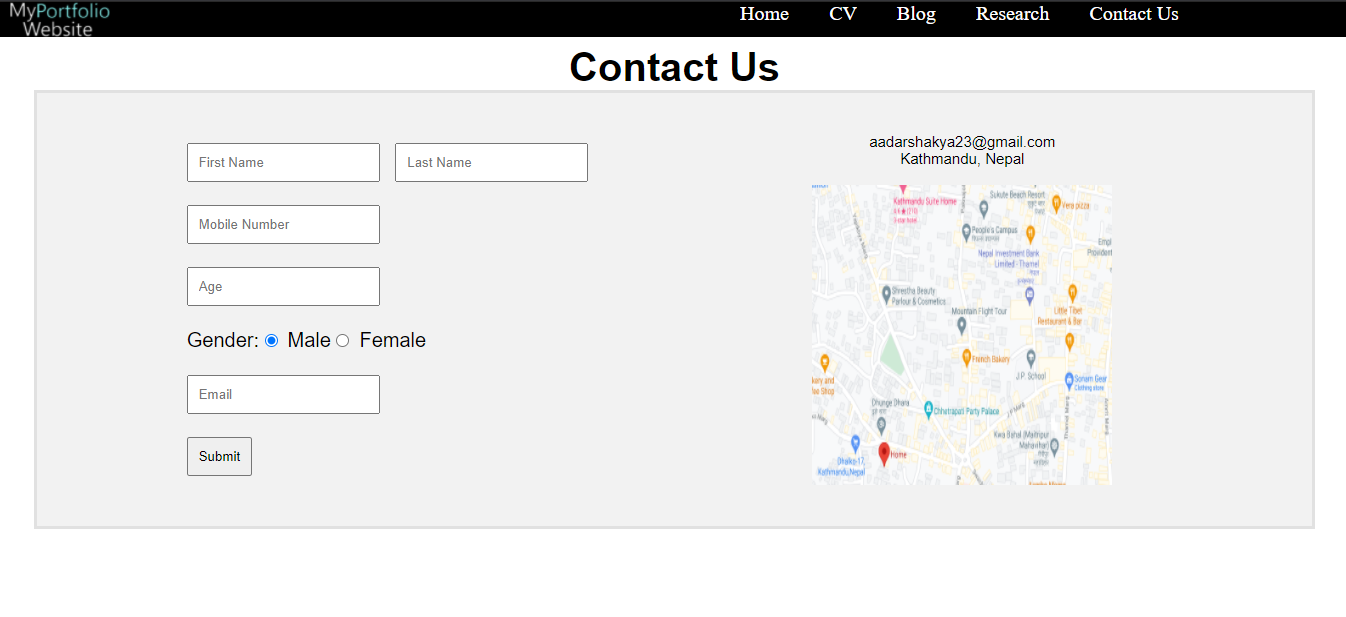 MyPortfolio
Website
Home CV Blog Research Contact Us
Contact Us
First Name Last Name
Mobile Number
Age
Gender: Male Female
Email
Submit
aadarshakya23@gmail.com
Kathmandu, Nepal
Kathmandu Suite Home
3-star hotel
Sukute Beach Resort
Vera pizza
People's Campus
Nepal Investment Bank
Limited - Thamel
Shrestha Beauty
Parlour & Cosmetics
Mountain Flight Tour
Little Tibet
Restaurant & Bar
French Bakery
J.P. School
Sonam Gear
Clothing store
Dhunge Dhara
Chhetrapati Party Palace
Kwa Bahal (Maitripur
Mahavihar)
Dhalko-17,
Kathmandu,Nepal
Home